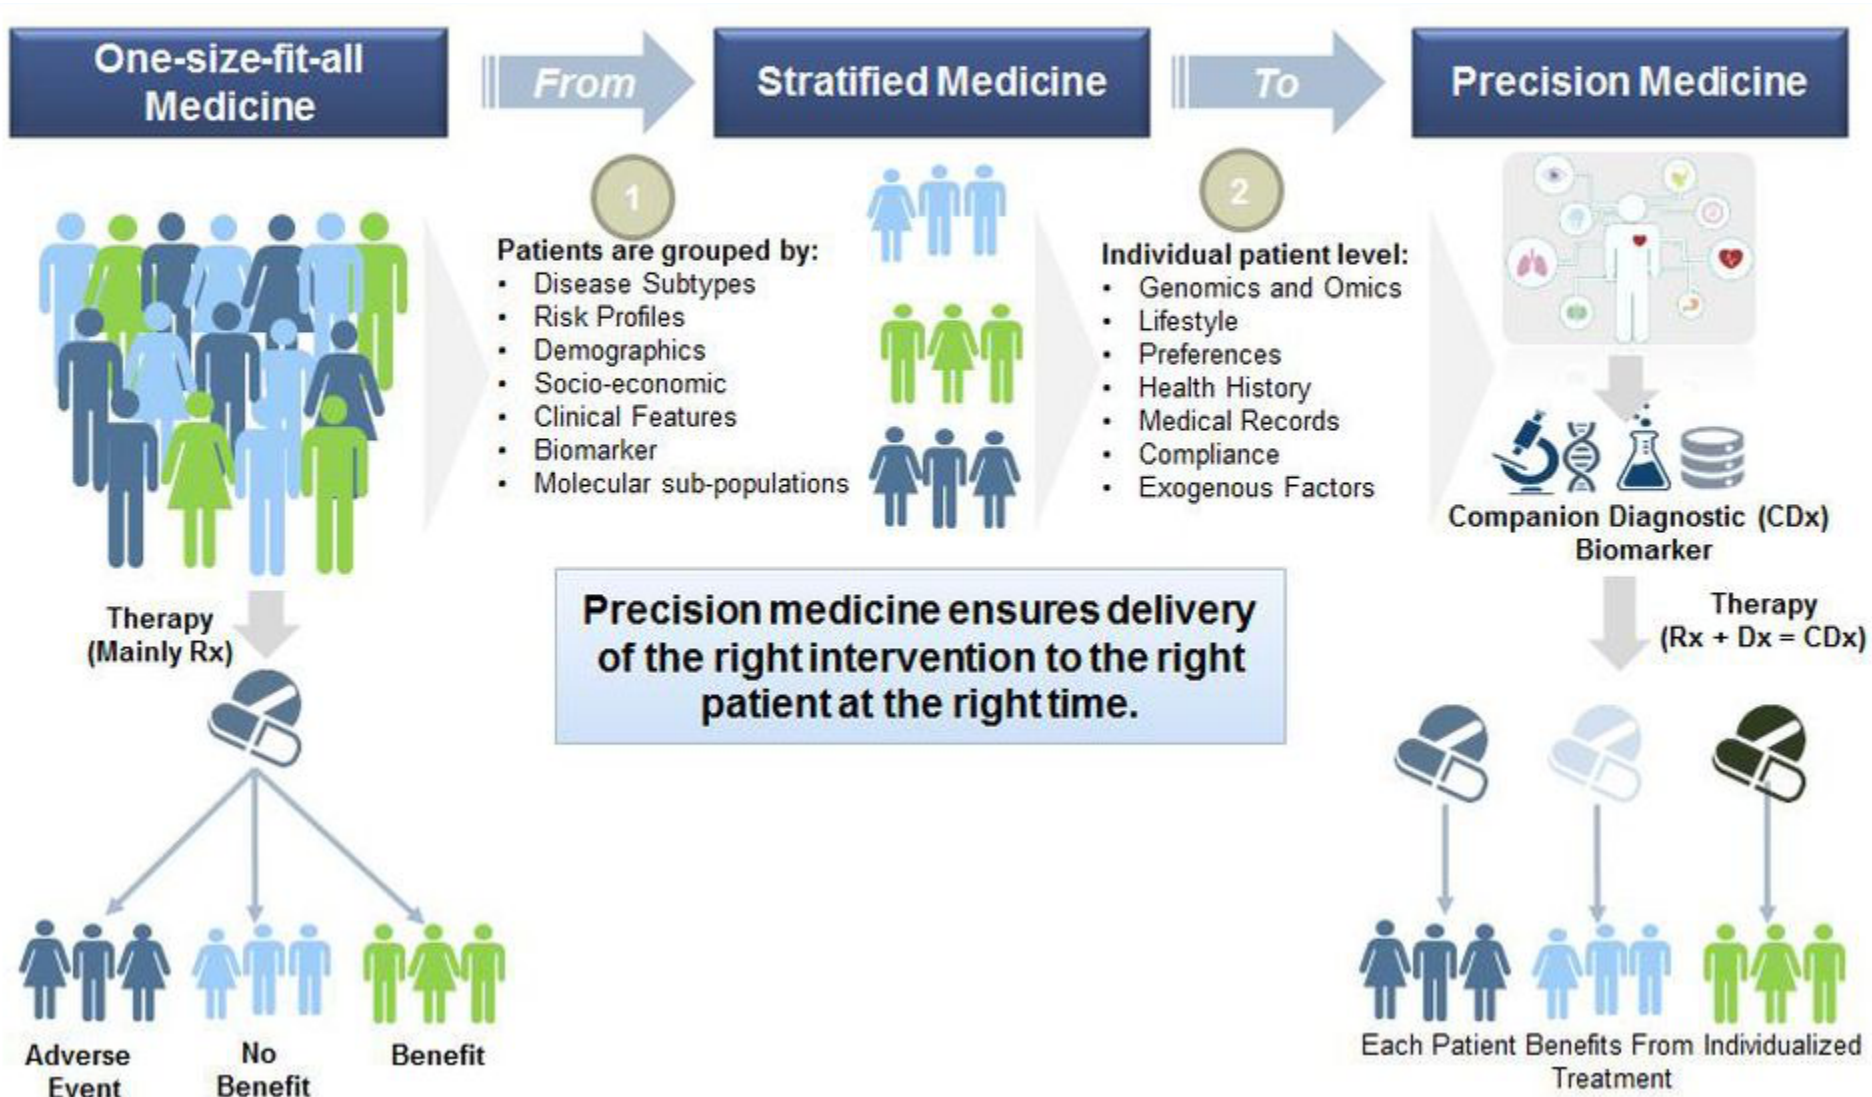 One-size-fit-all
Medicine
From
Stratified Medicine
To
Precision Medicine
1
Patients are grouped by:
• Disease Subtypes
• Risk Profiles
• Demographics
• Socio-economic
• Clinical Features
• Biomarker
• Molecular sub-populations
2
Individual patient level:
• Genomics and Omics
• Lifestyle
• Preferences
• Health History
• Medical Records
• Compliance
• Exogenous Factors
Companion Diagnostic (CDx)
Biomarker
Therapy
(Mainly Rx)
Precision medicine ensures delivery
of the right intervention to the right
patient at the right time.
Therapy
(Rx + Dx = CDx)
Adverse
Event
No
Benefit
Benefit
Each Patient Benefits From Individualized
Treatment